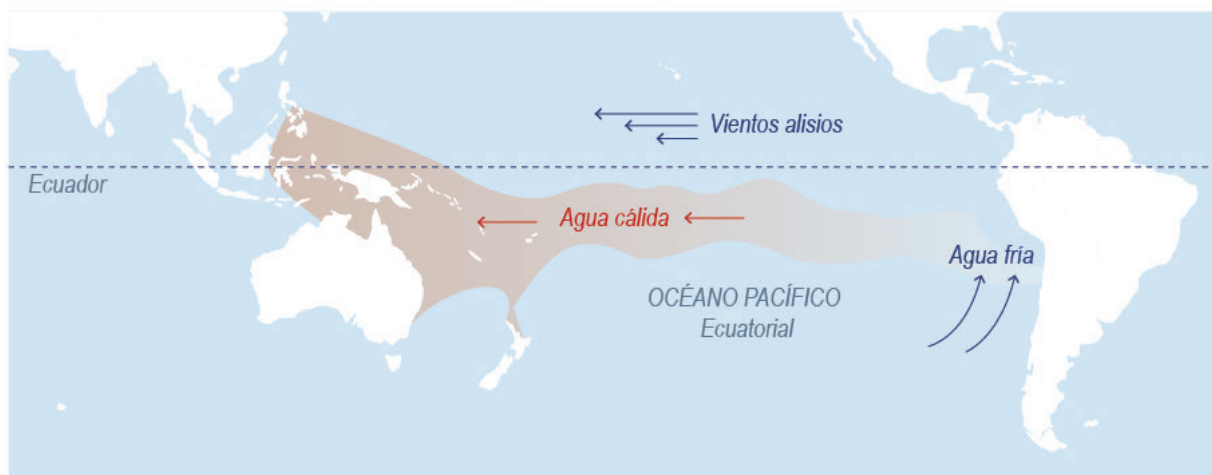 Vientos alisios
Ecuador
Agua cálida
Agua fría
OCÉANO PACÍFICO
Ecuatorial